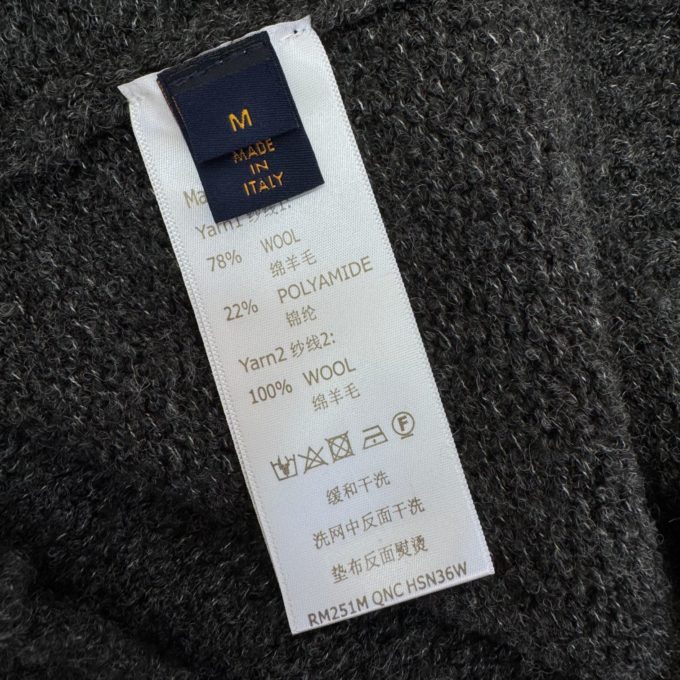 M
MADE
IN
ITALY
Yarn1 纱线1:
78% WOOL
绵羊毛
22% POLYAMIDE
锦纶
Yarn2 纱线2:
100% WOOL
绵羊毛
F
缓和干洗
洗网中反面干洗
垫布反面熨烫
RM251M QNC HSN36W